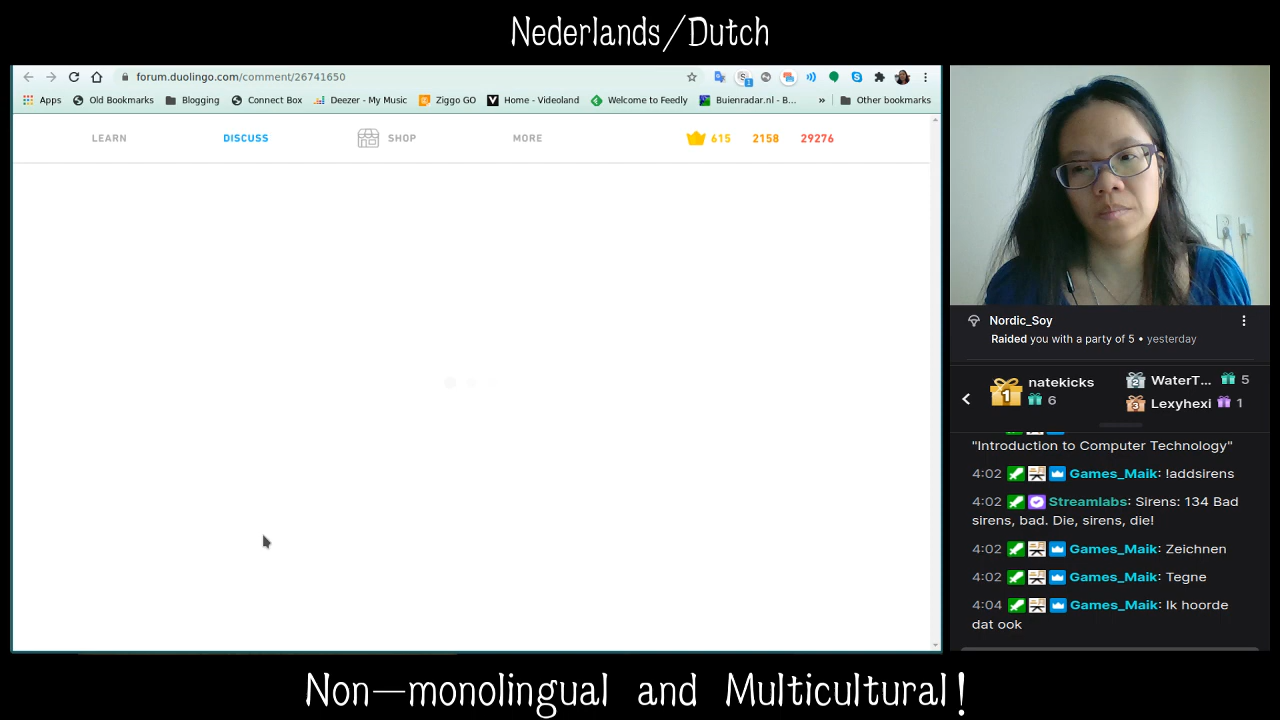 Nederlands/Dutch
forum.duolingo.com/comment/26741650
Apps Old Bookmarks Blogging Connect Box Deezer - My Music Ziggo GO Home - Videoland Welcome to Feedly Buienradar.nl - B... » Other bookmarks
LEARN DISCUSS SHOP MORE 615 2158 29276
Nordic_Soy
Raided you with a party of 5 • yesterday
1 natekicks 6
2 WaterT... 5
3 Lexyhexi 1
"Introduction to Computer Technology"
4:02 Games_Maik: !addsirens
4:02 Streamlabs: Sirens: 134 Bad
sirens, bad. Die, sirens, die!
4:02 Games_Maik: Zeichnen
4:02 Games_Maik: Tegne
4:04 Games_Maik: Ik hoorde
dat ook
Non-monolingual and Multicultural!